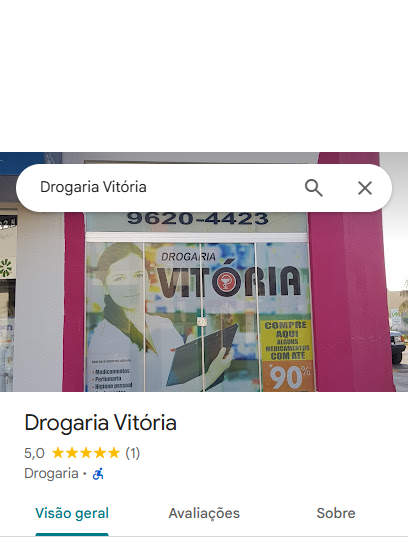 Drogaria Vitória
9620-4423
DROGARIA
VITÓRIA
COMPRE
AQUI
ALGUNS
MEDICAMENTOS
COM ATÉ
90%
• Medicamentos
• Perfumaria
• Higiene pessoal
Drogaria Vitória
5,0 ★★★★★ (1)
Drogaria ·
Visão geral
Avaliações
Sobre